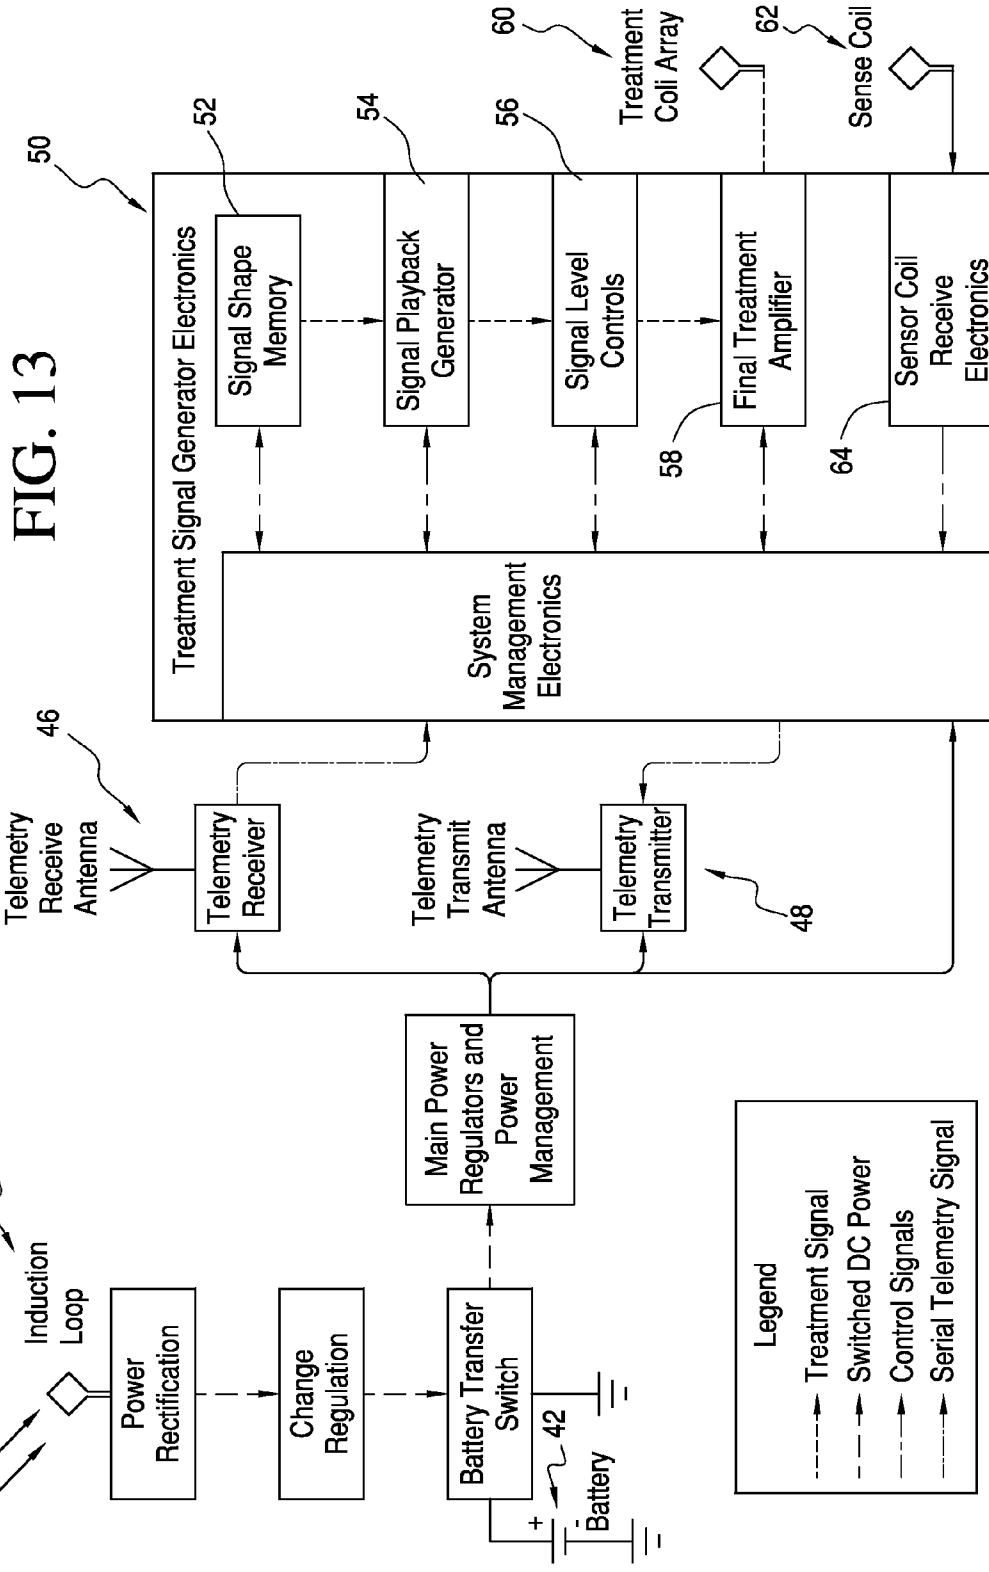 FIG. 13
Induction
Loop
Power
Rectification
Change
Regulation
Battery Transfer
Switch
+
-
Battery
42
Main Power
Regulators and
Power
Management
Telemetry
Receive
Antenna
46
Telemetry
Receiver
Telemetry
Transmit
Antenna
Telemetry
Transmitter
48
50
Treatment Signal Generator Electronics
System
Management
Electronics
52
Signal Shape
Memory
54
Signal Playback
Generator
56
Signal Level
Controls
58
Final Treatment
Amplifier
64
Sensor Coil
Receive
Electronics
60
Treatment
Coli Array
62
Sense Coil
Legend
Treatment Signal
Switched DC Power
Control Signals
Serial Telemetry Signal